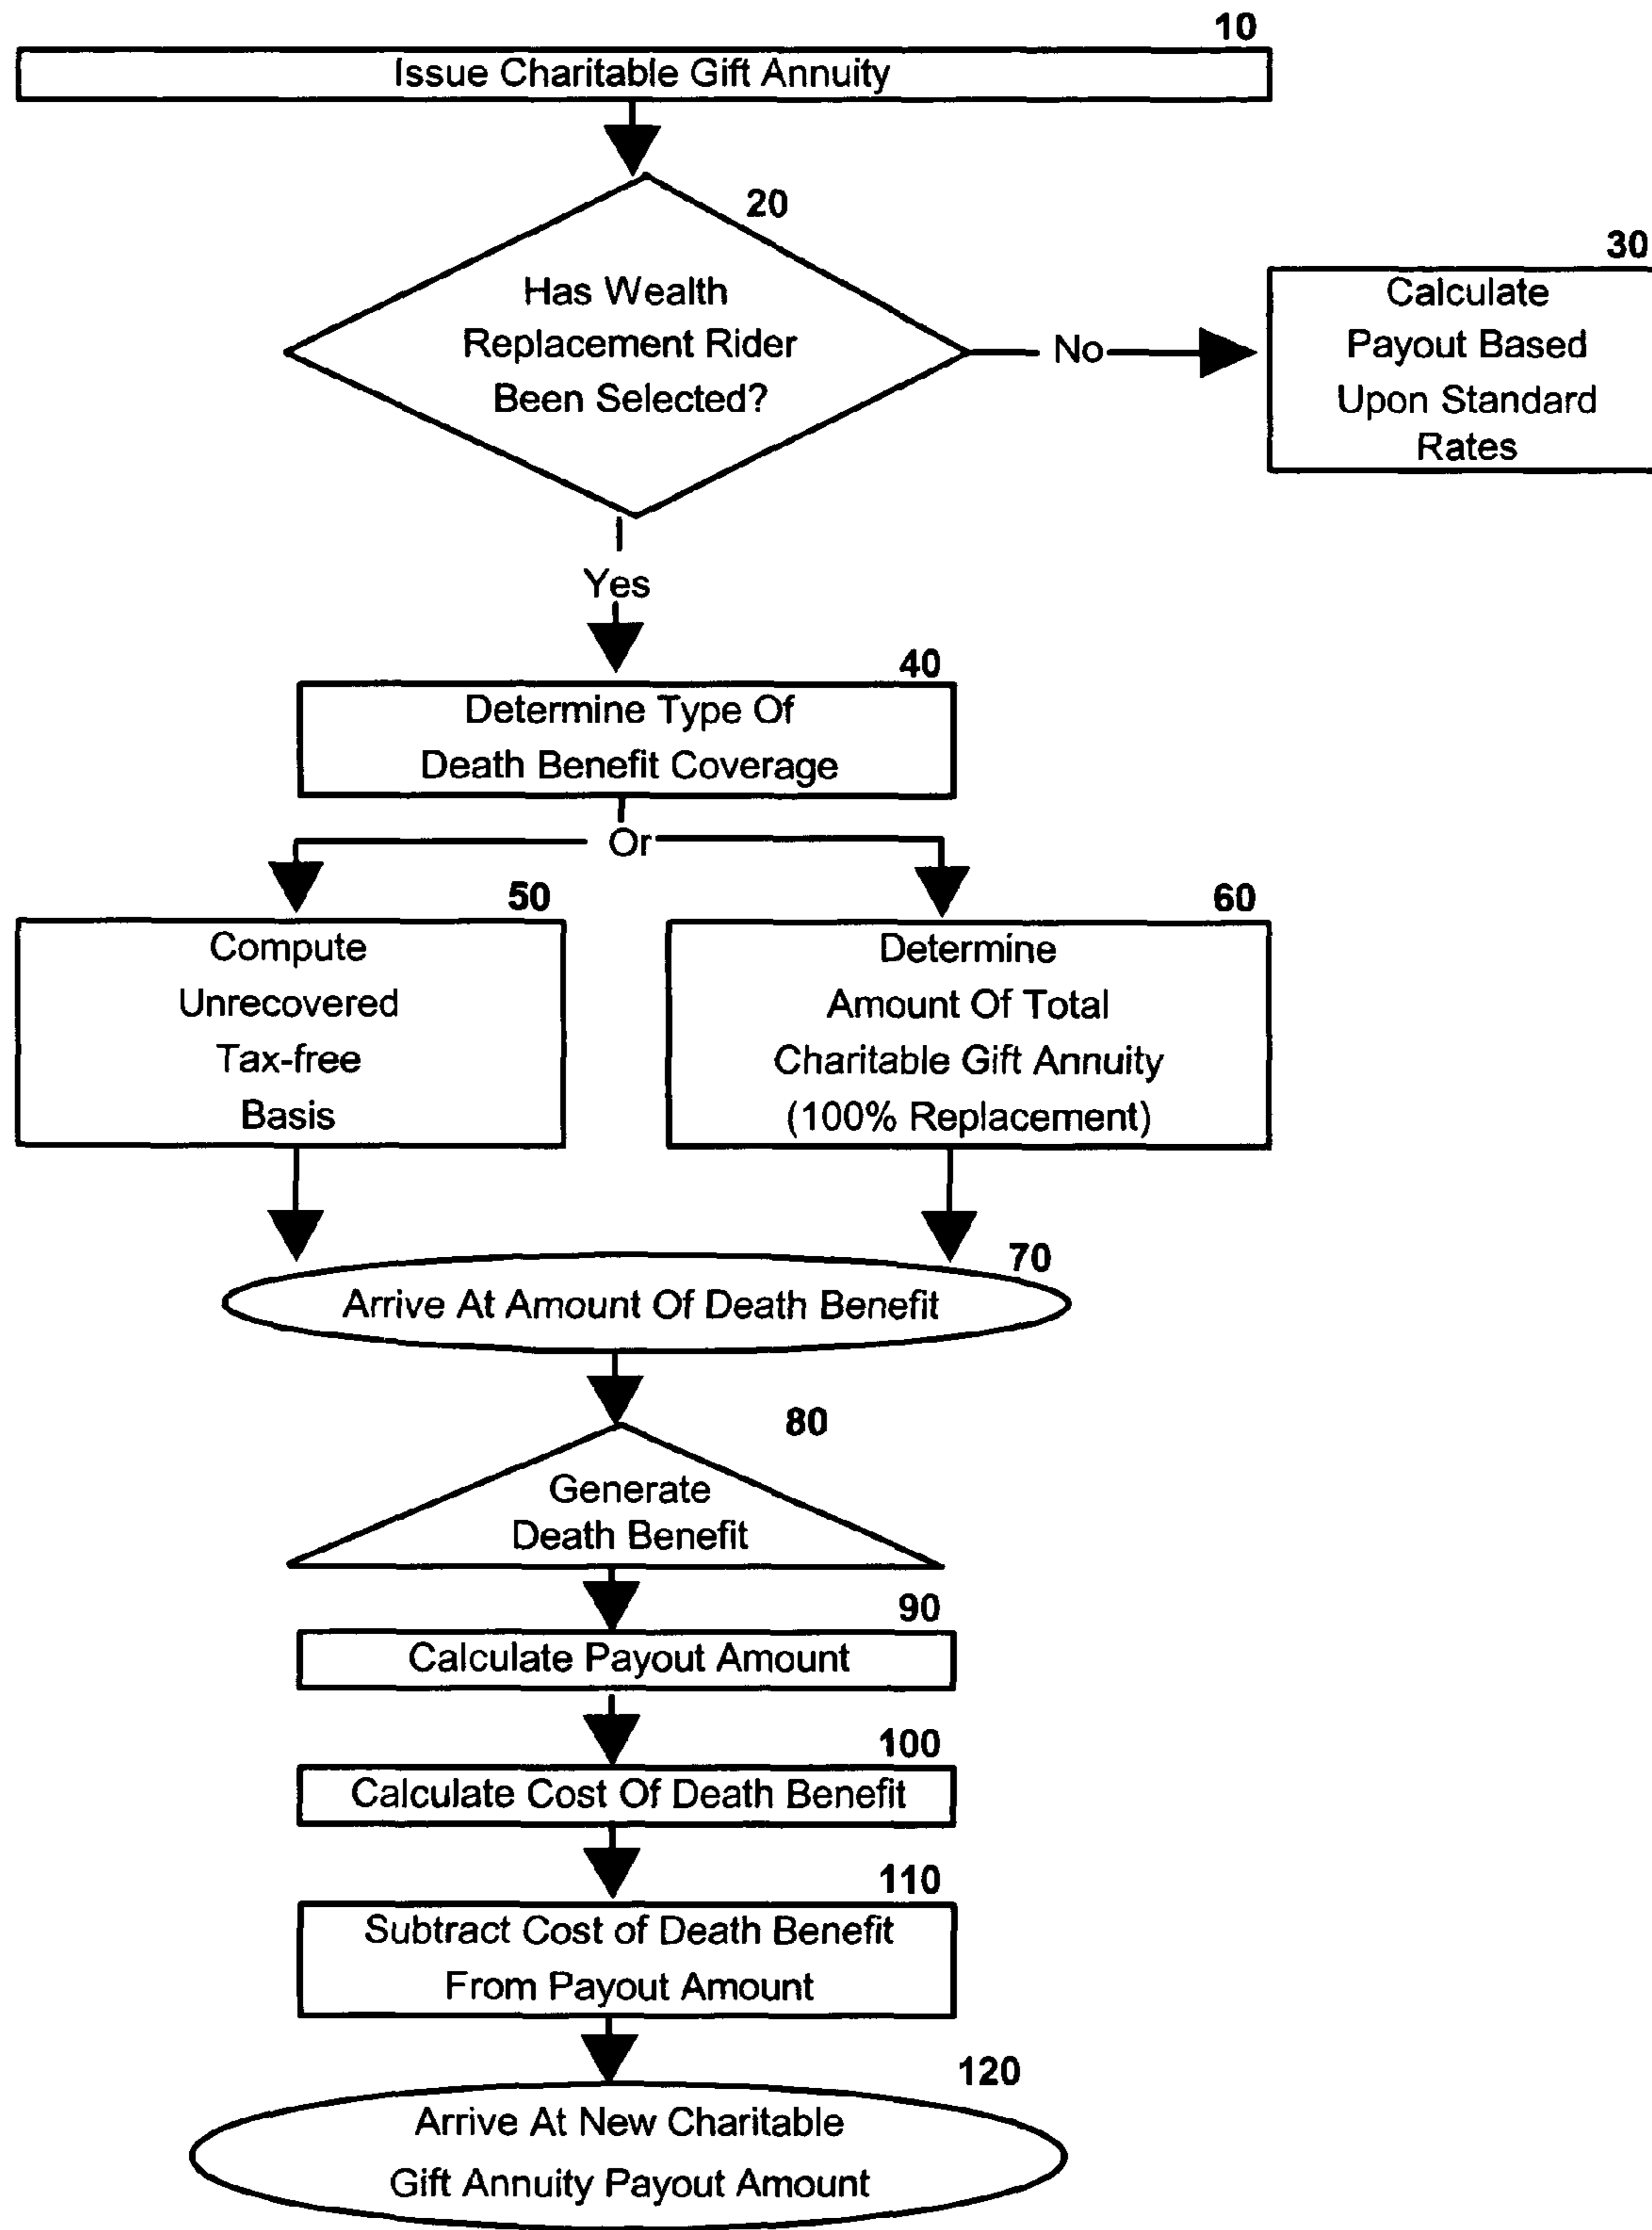 10
Issue Charitable Gift Annuity
20
Has Wealth
Replacement Rider
Been Selected?
No
30
Calculate
Payout Based
Upon Standard
Rates
Yes
40
Determine Type Of
Death Benefit Coverage
Or
50
Compute
Unrecovered
Tax-free
Basis
60
Determine
Amount Of Total
Charitable Gift Annuity
(100% Replacement)
70
Arrive At Amount Of Death Benefit
80
Generate
Death Benefit
90
Calculate Payout Amount
100
Calculate Cost Of Death Benefit
110
Subtract Cost of Death Benefit
From Payout Amount
120
Arrive At New Charitable
Gift Annuity Payout Amount